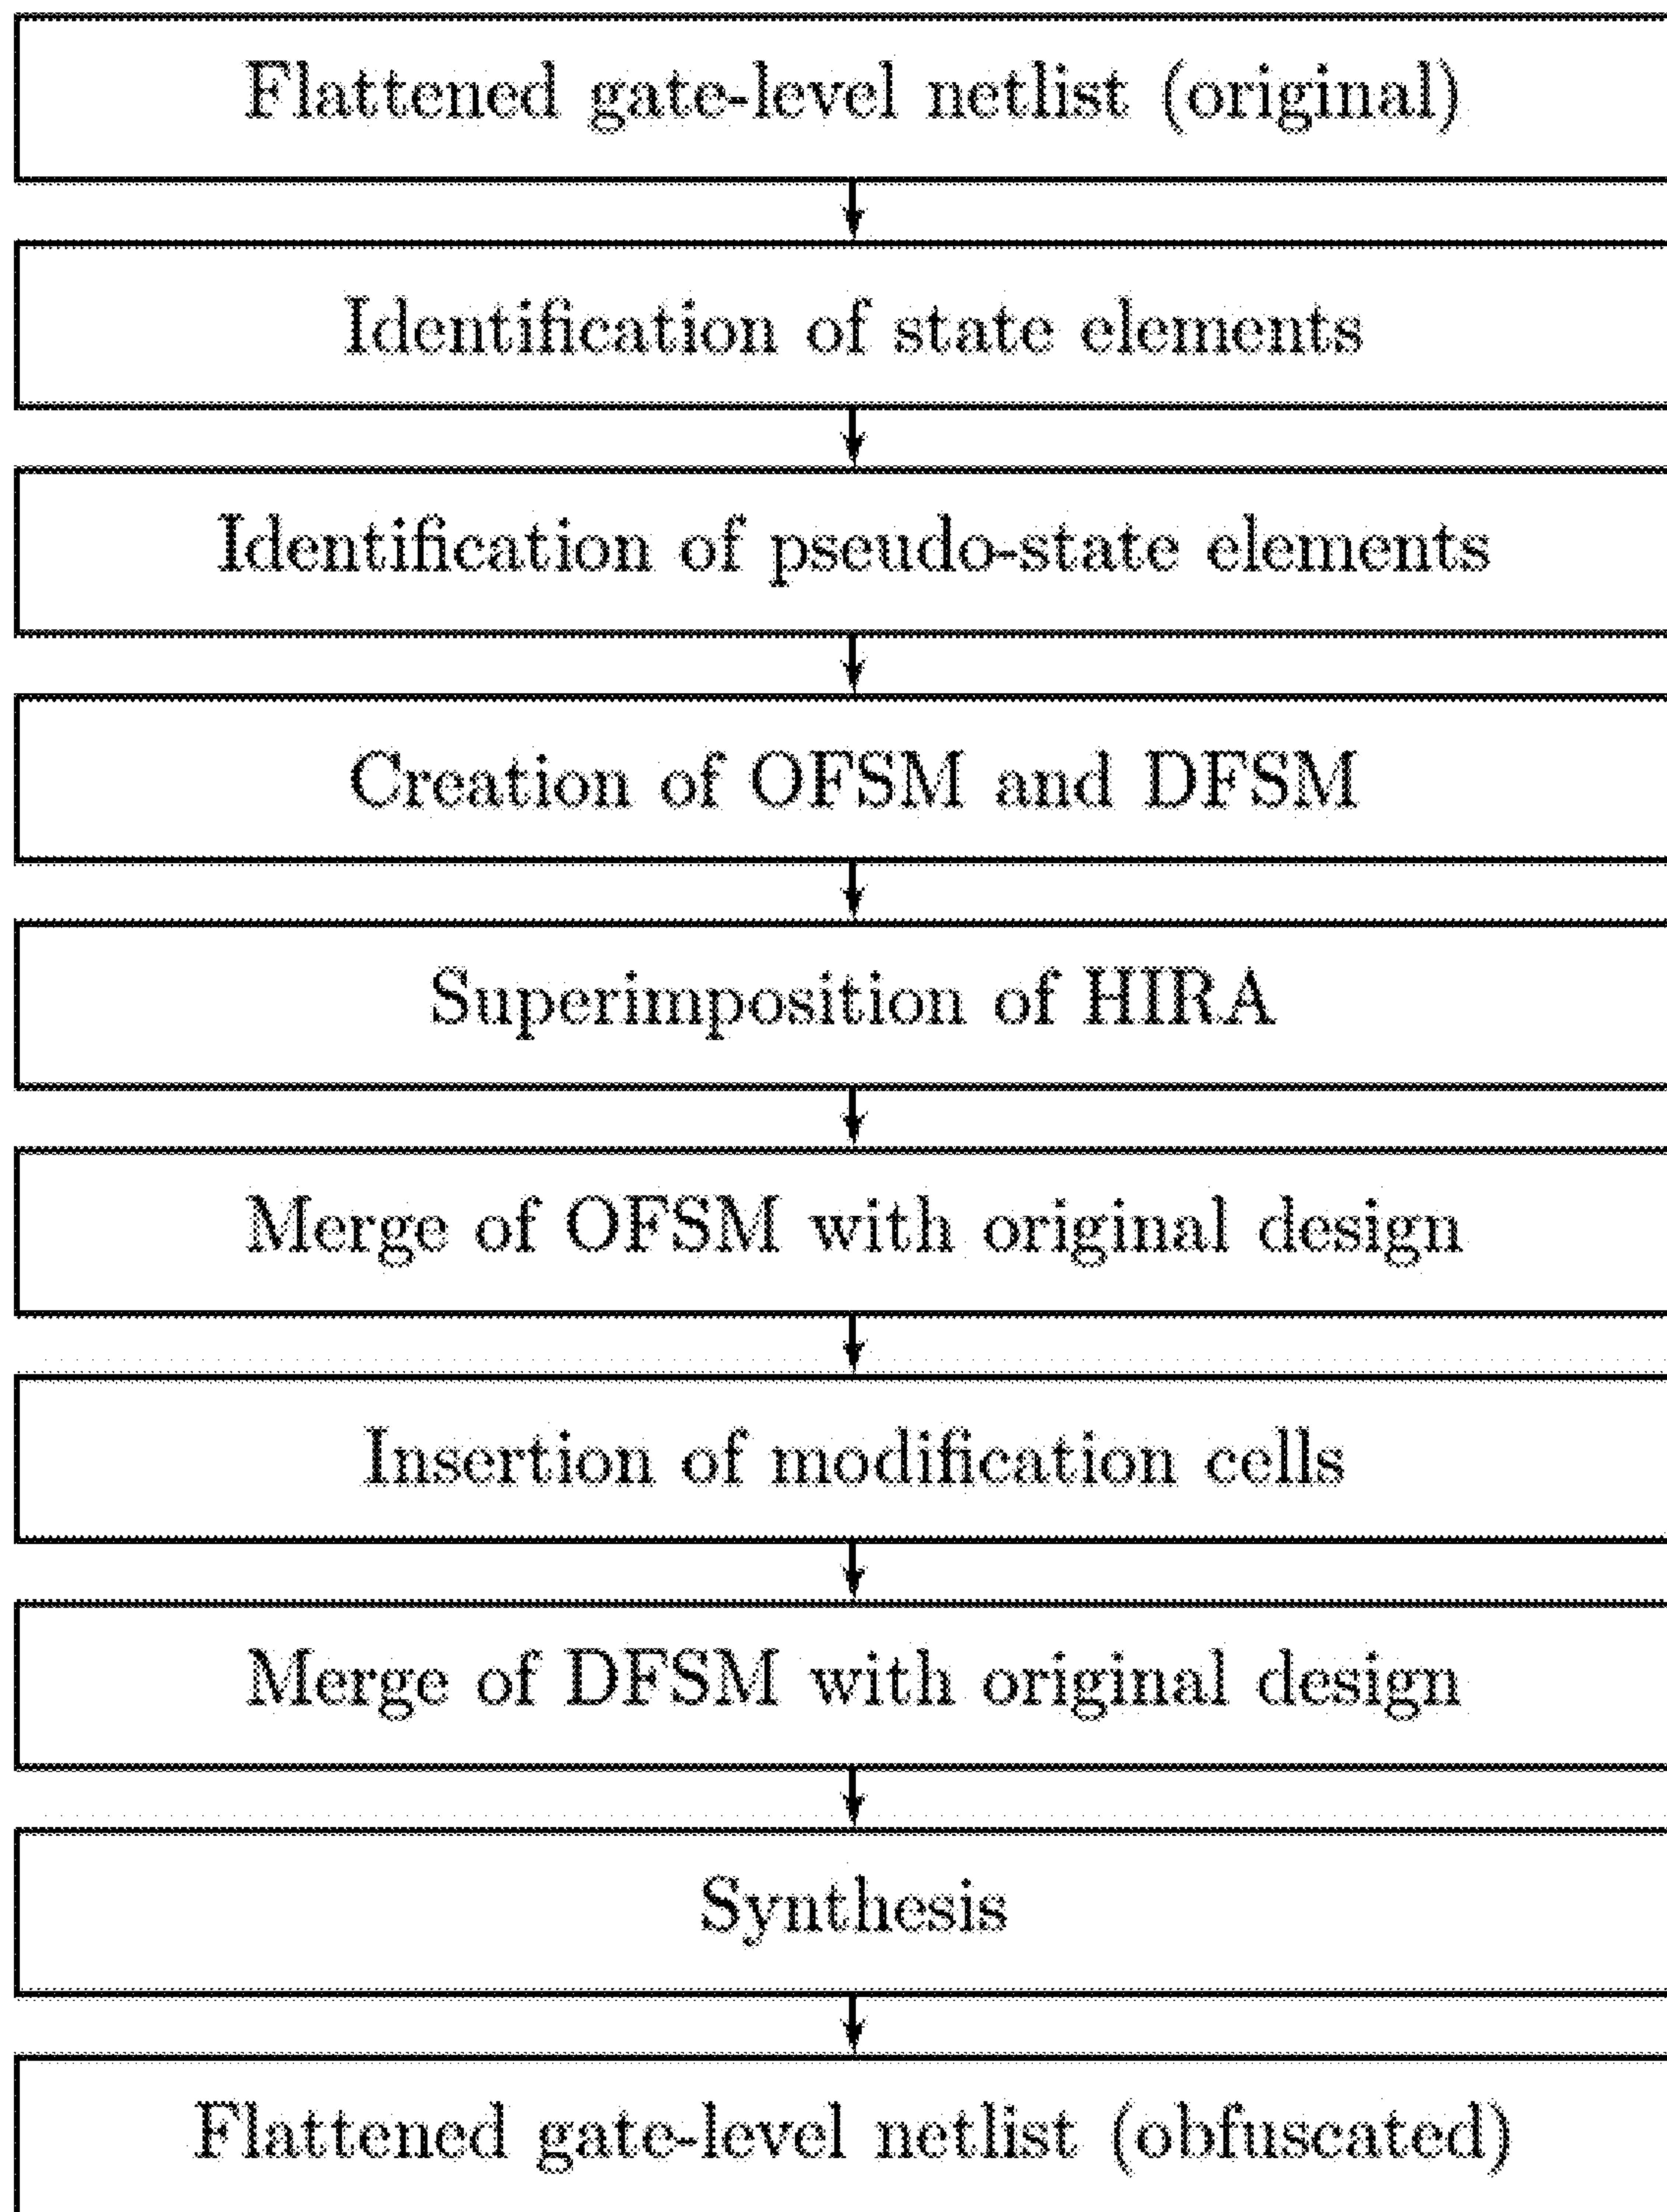 Flattened gate-level netlist (original)
Identification of state elements
Identification of pseudo-state elements
Creation of OFSM and DFSM
Superimposition of HIRA
Merge of OFSM with original design
Insertion of modification cells
Merge of DFSM with original design
Synthesis
Flattened gate-level netlist (obfuscated)